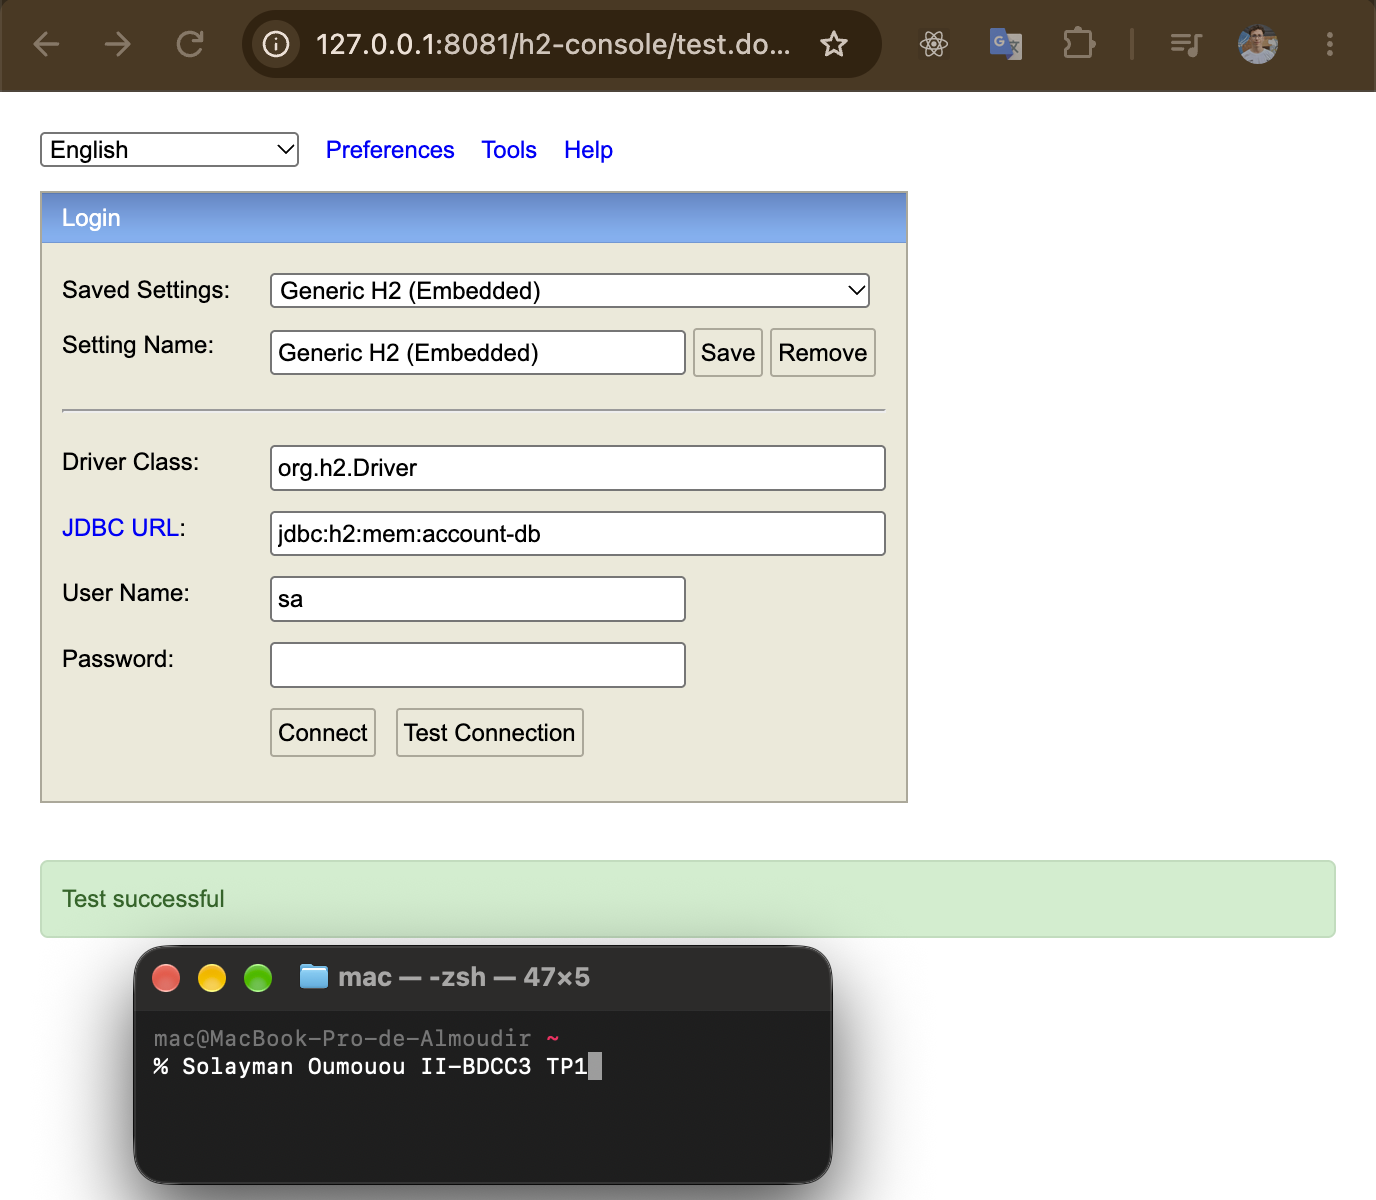 127.0.0.1:8081/h2-console/test.do...
English Preferences Tools Help
Login
Saved Settings: Generic H2 (Embedded)
Setting Name: Generic H2 (Embedded) Save Remove
Driver Class: org.h2.Driver
JDBC URL: jdbc:h2:mem:account-db
User Name: sa
Password:
Connect Test Connection
Test successful
mac — -zsh — 47×5
mac@MacBook-Pro-de-Almoudir ~
% Solayman Oumouou II-BDCC3 TP1